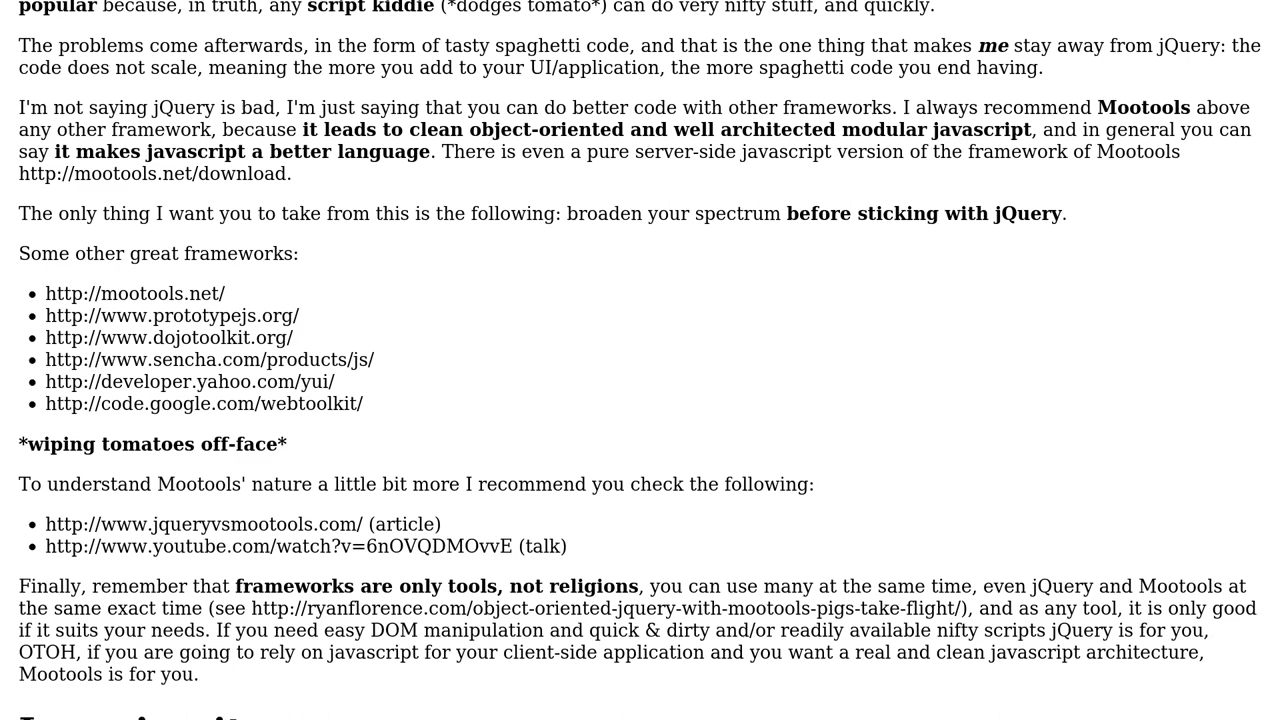 popular because, in truth, any script kiddie (*dodges tomato*) can do very nifty stuff, and quickly.
The problems come afterwards, in the form of tasty spaghetti code, and that is the one thing that makes me stay away from jQuery: the
code does not scale, meaning the more you add to your UI/application, the more spaghetti code you end having.
I'm not saying jQuery is bad, I'm just saying that you can do better code with other frameworks. I always recommend Mootools above
any other framework, because it leads to clean object-oriented and well architected modular javascript, and in general you can
say it makes javascript a better language. There is even a pure server-side javascript version of the framework of Mootools
http://mootools.net/download.
The only thing I want you to take from this is the following: broaden your spectrum before sticking with jQuery.
Some other great frameworks:
• http://mootools.net/
• http://www.prototypejs.org/
• http://www.dojotoolkit.org/
• http://www.sencha.com/products/js/
• http://developer.yahoo.com/yui/
• http://code.google.com/webtoolkit/
*wiping tomatoes off-face*
To understand Mootools' nature a little bit more I recommend you check the following:
• http://www.jqueryvsmootools.com/ (article)
• http://www.youtube.com/watch?v=6nOVQDMOvvE (talk)
Finally, remember that frameworks are only tools, not religions, you can use many at the same time, even jQuery and Mootools at
the same exact time (see http://ryanflorence.com/object-oriented-jquery-with-mootools-pigs-take-flight/), and as any tool, it is only good
if it suits your needs. If you need easy DOM manipulation and quick & dirty and/or readily available nifty scripts jQuery is for you,
OTOH, if you are going to rely on javascript for your client-side application and you want a real and clean javascript architecture,
Mootools is for you.